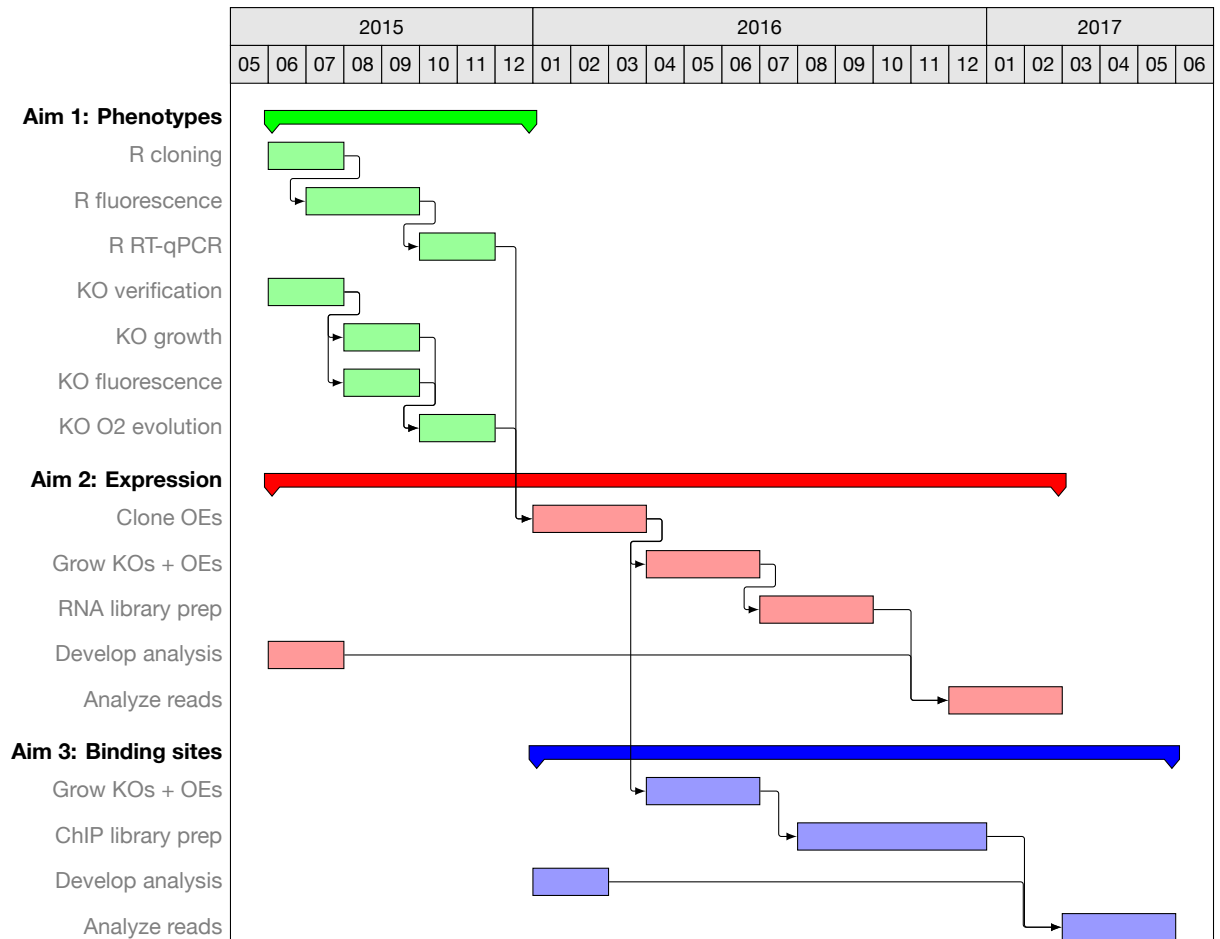 2015 2016 2017
05 06 07 08 09 10 11 12 01 02 03 04 05 06 07 08 09 10 11 12 01 02 03 04 05 06
Aim 1: Phenotypes
R cloning
R fluorescence
R RT-qPCR
KO verification
KO growth
KO fluorescence
KO O2 evolution
Aim 2: Expression
Clone OEs
Grow KOs + OEs
RNA library prep
Develop analysis
Analyze reads
Aim 3: Binding sites
Grow KOs + OEs
ChIP library prep
Develop analysis
Analyze reads